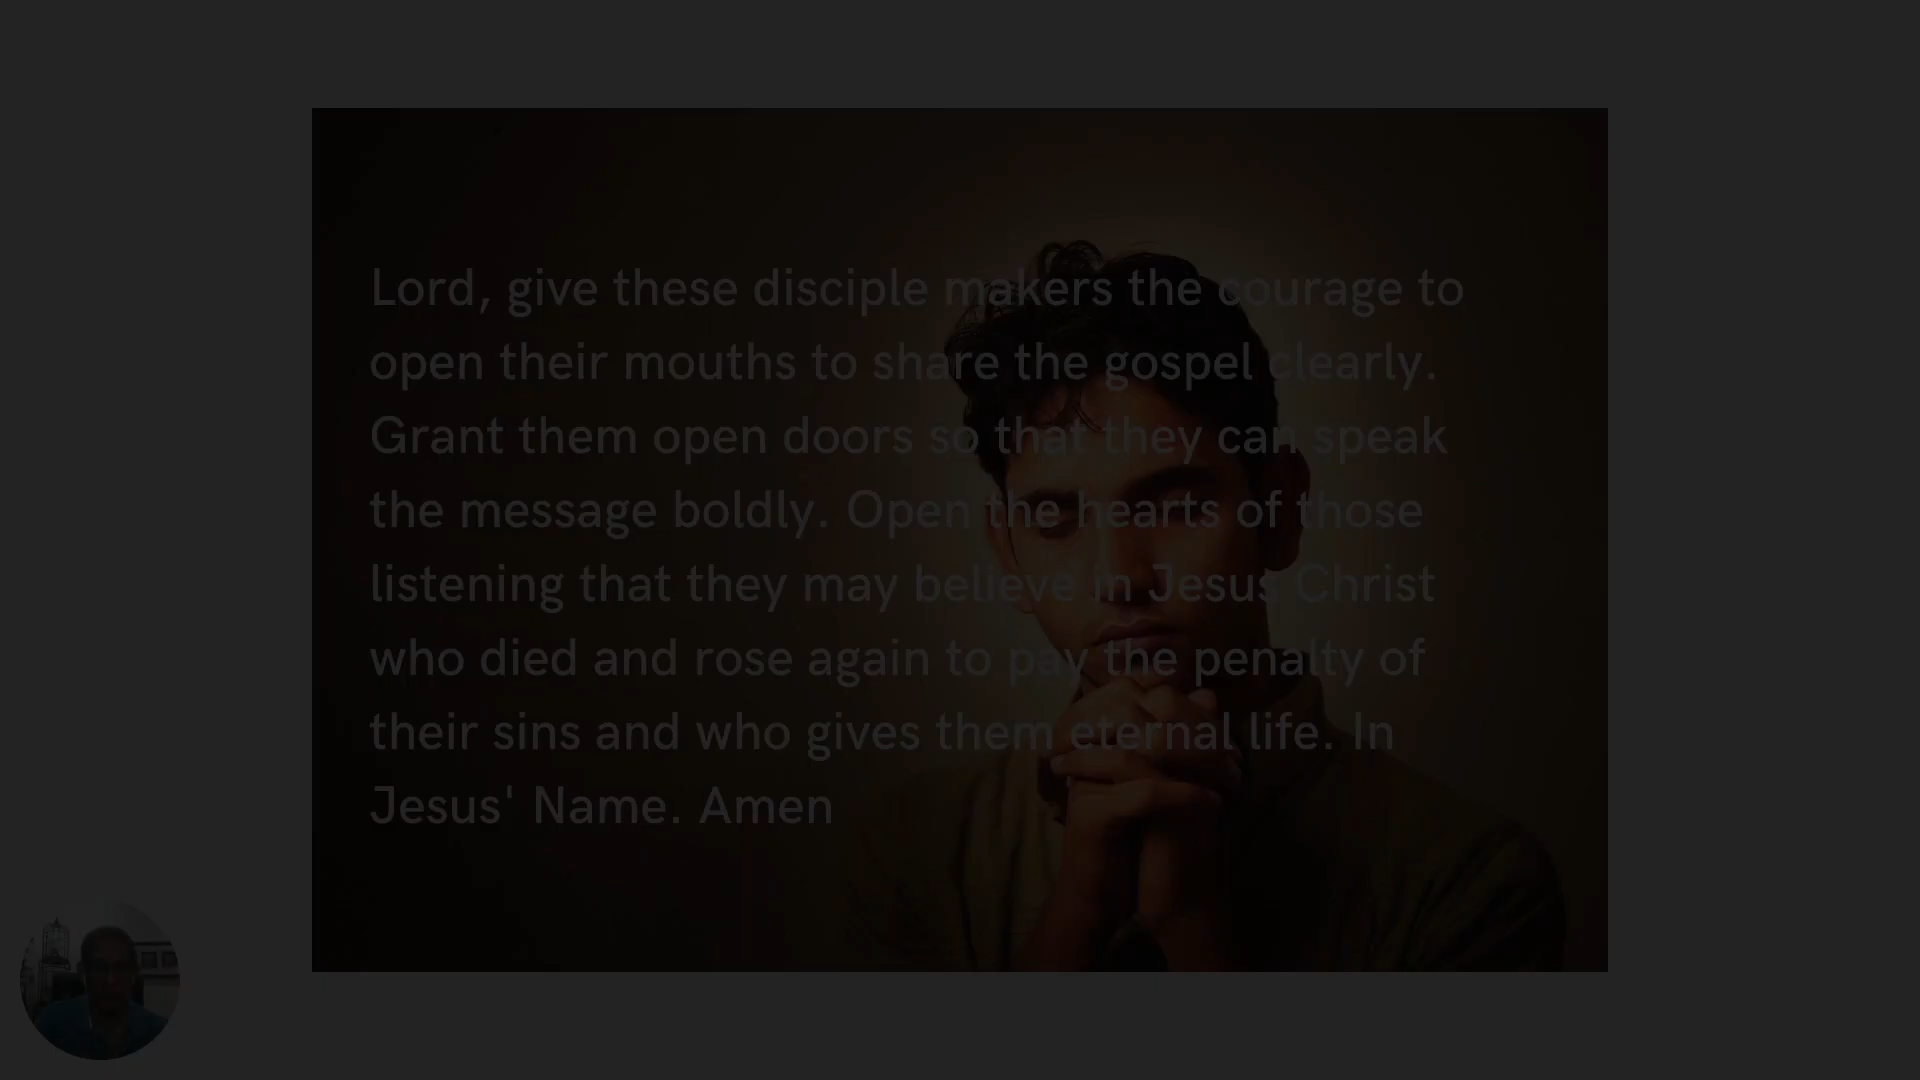 Lord, give these disciple makers the courage to
open their mouths to share the gospel clearly.
Grant them open doors so that they can speak
the message boldly. Open the hearts of those
listening that they may believe in Jesus Christ
who died and rose again to pay the penalty of
their sins and who gives them eternal life. In
Jesus' Name. Amen